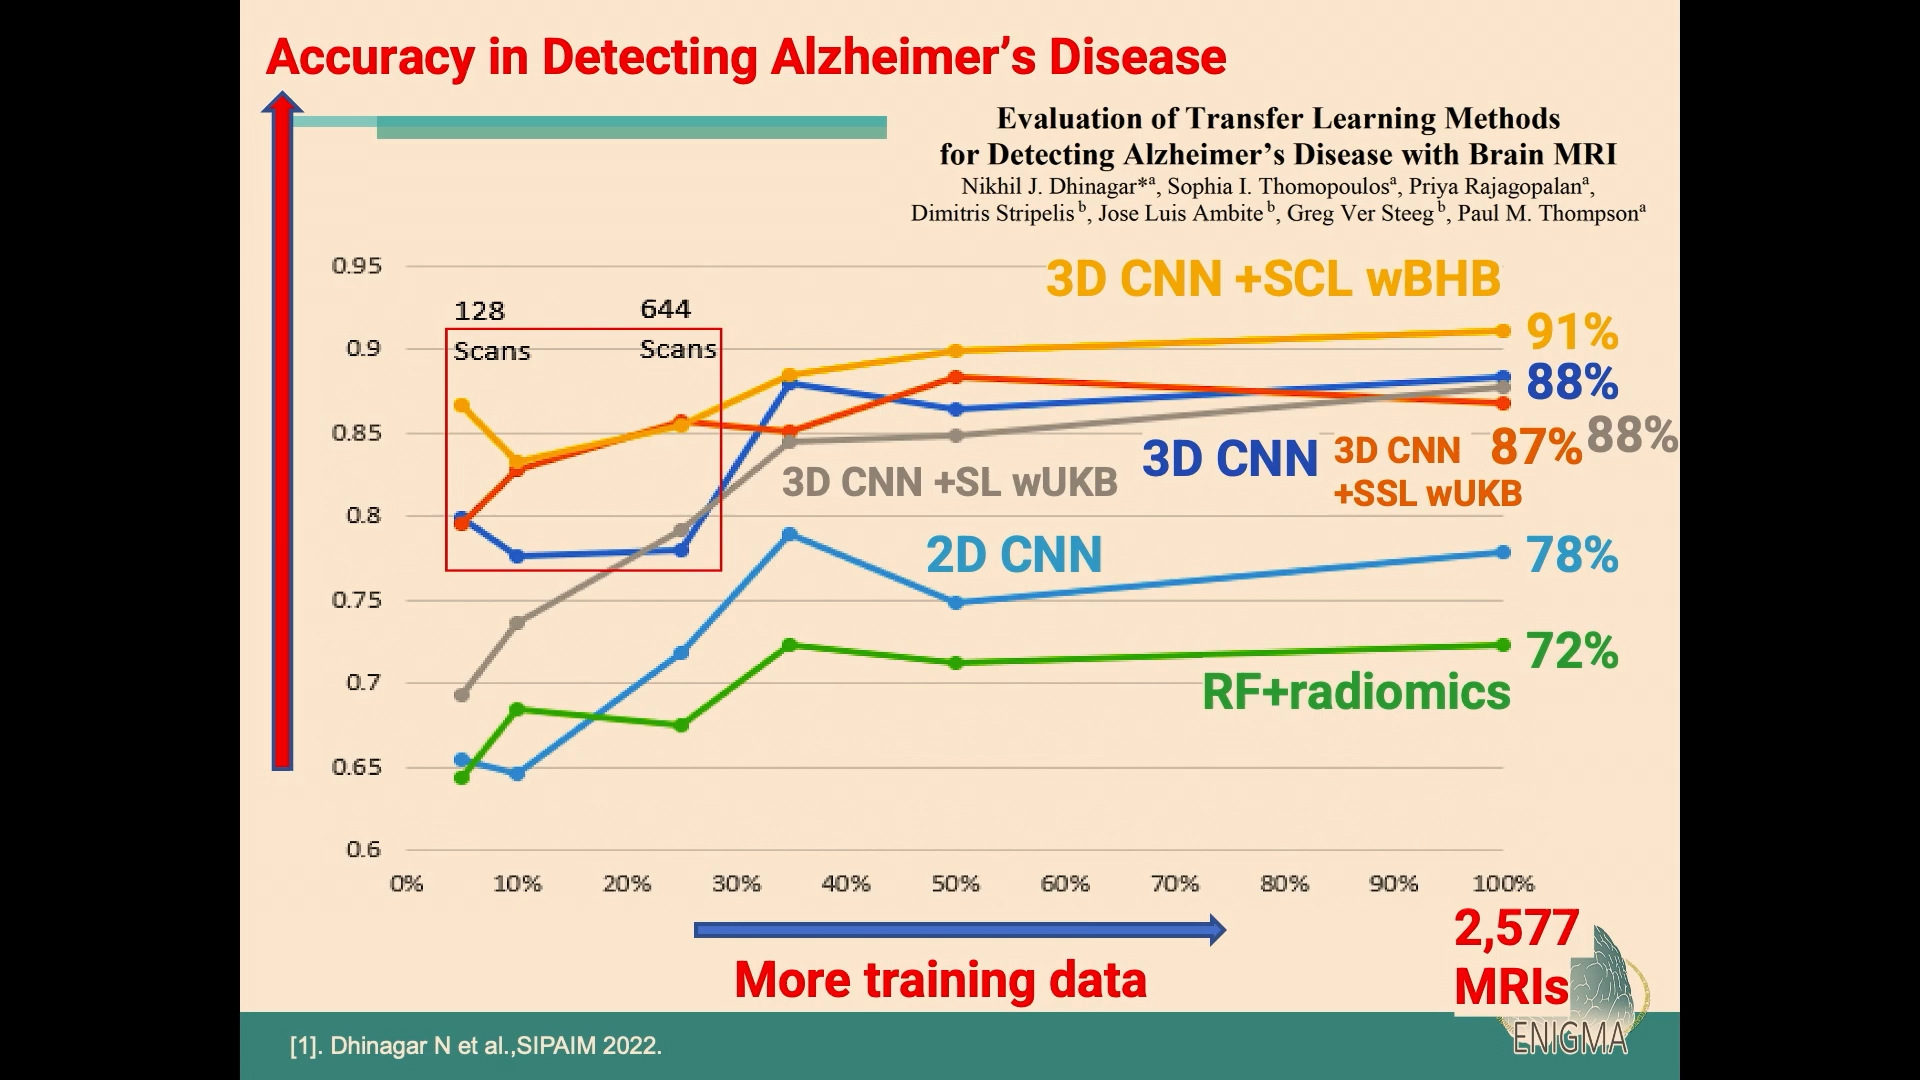 Accuracy in Detecting Alzheimer’s Disease
Evaluation of Transfer Learning Methods
for Detecting Alzheimer’s Disease with Brain MRI
Nikhil J. Dhinagar*ᵃ, Sophia I. Thomopoulosᵃ, Priya Rajagopalanᵃ,
Dimitris Stripelis ᵇ, Jose Luis Ambite ᵇ, Greg Ver Steeg ᵇ, Paul M. Thompsonᵃ
0.95
0.9
0.85
0.8
0.75
0.7
0.65
0.6
128
Scans
644
Scans
3D CNN +SCL wBHB
91%
88%
3D CNN
3D CNN
+SSL wUKB
87%
88%
3D CNN +SL wUKB
2D CNN
78%
72%
RF+radiomics
0% 10% 20% 30% 40% 50% 60% 70% 80% 90% 100%
More training data
2,577
MRIs
ENIGMA
[1]. Dhinagar N et al.,SIPAIM 2022.